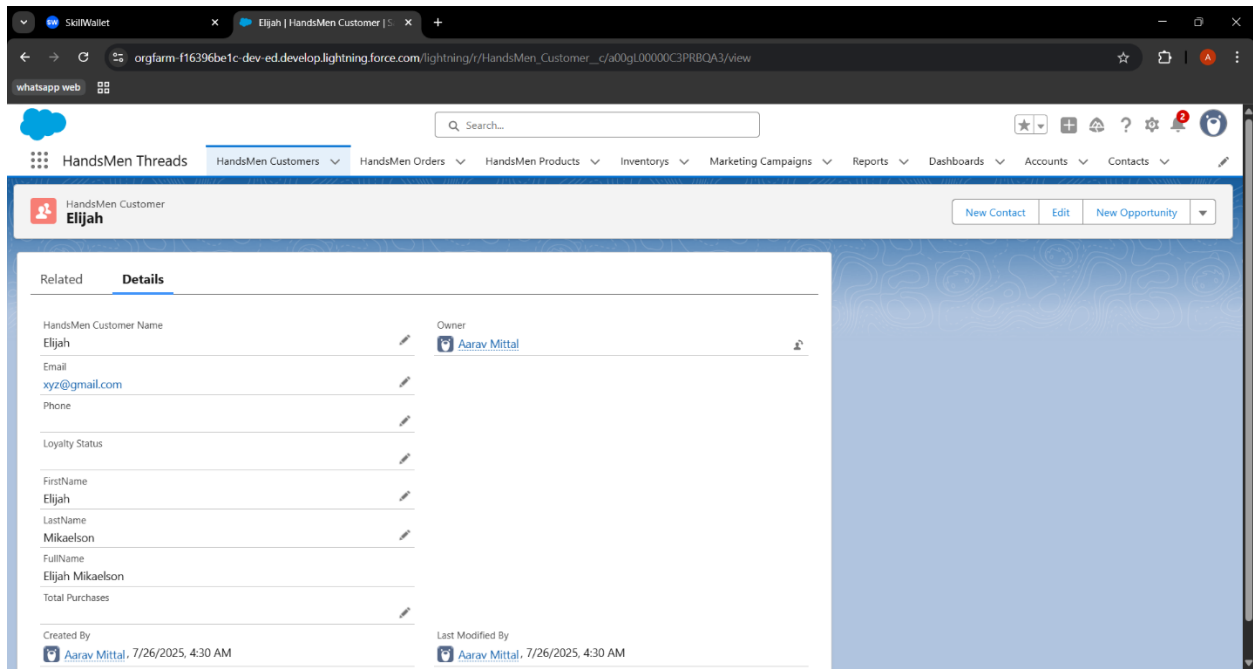 SW SkillWallet
Elijah | HandsMen Customer | S
orgfarm-f16396be1c-dev-ed.develop.lightning.force.com/lightning/r/HandsMen_Customer__c/a00gL00000C3PRBQA3/view
A
whatsapp web
Search...
2
HandsMen Threads HandsMen Customers HandsMen Orders HandsMen Products Inventorys Marketing Campaigns Reports Dashboards Accounts Contacts
HandsMen Customer
Elijah
New Contact Edit New Opportunity
Related Details
HandsMen Customer Name Owner
Elijah Aarav Mittal
Email
xyz@gmail.com
Phone
Loyalty Status
FirstName
Elijah
LastName
Mikaelson
FullName
Elijah Mikaelson
Total Purchases
Created By Last Modified By
Aarav Mittal, 7/26/2025, 4:30 AM Aarav Mittal, 7/26/2025, 4:30 AM